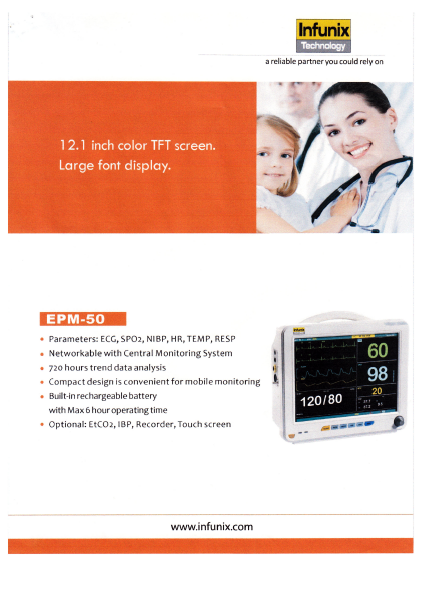 Infunix
Technology
a reliable partner you could rely on
12.1 inch color TFT screen.
Large font display.
EPM-50
• Parameters: ECG, SPO2, NIBP, HR, TEMP, RESP
• Networkable with Central Monitoring System
• 720 hours trend data analysis
• Compact design is convenient for mobile monitoring
• Built-in rechargeable battery
with Max 6 hour operating time
• Optional: EtCO2, IBP, Recorder, Touch screen
Infunix
60
98
20
120/80
www.infunix.com